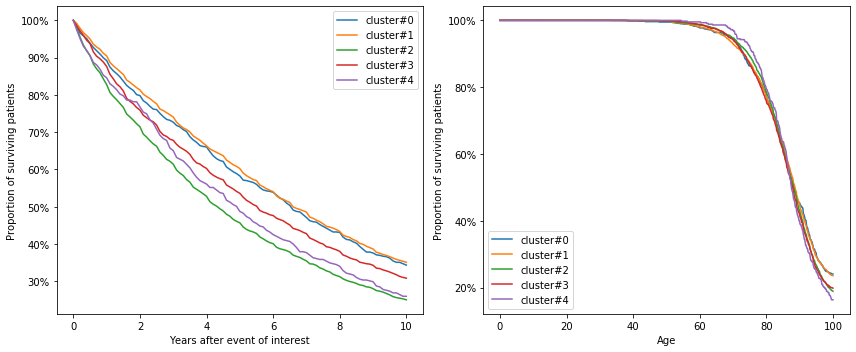 100%
90%
80%
70%
60%
50%
40%
30%
0
2
4
6
8
10
Proportion of surviving patients
Years after event of interest
cluster#0
cluster#1
cluster#2
cluster#3
cluster#4
100%
80%
60%
40%
20%
0
20
40
60
80
100
Proportion of surviving patients
Age
cluster#0
cluster#1
cluster#2
cluster#3
cluster#4